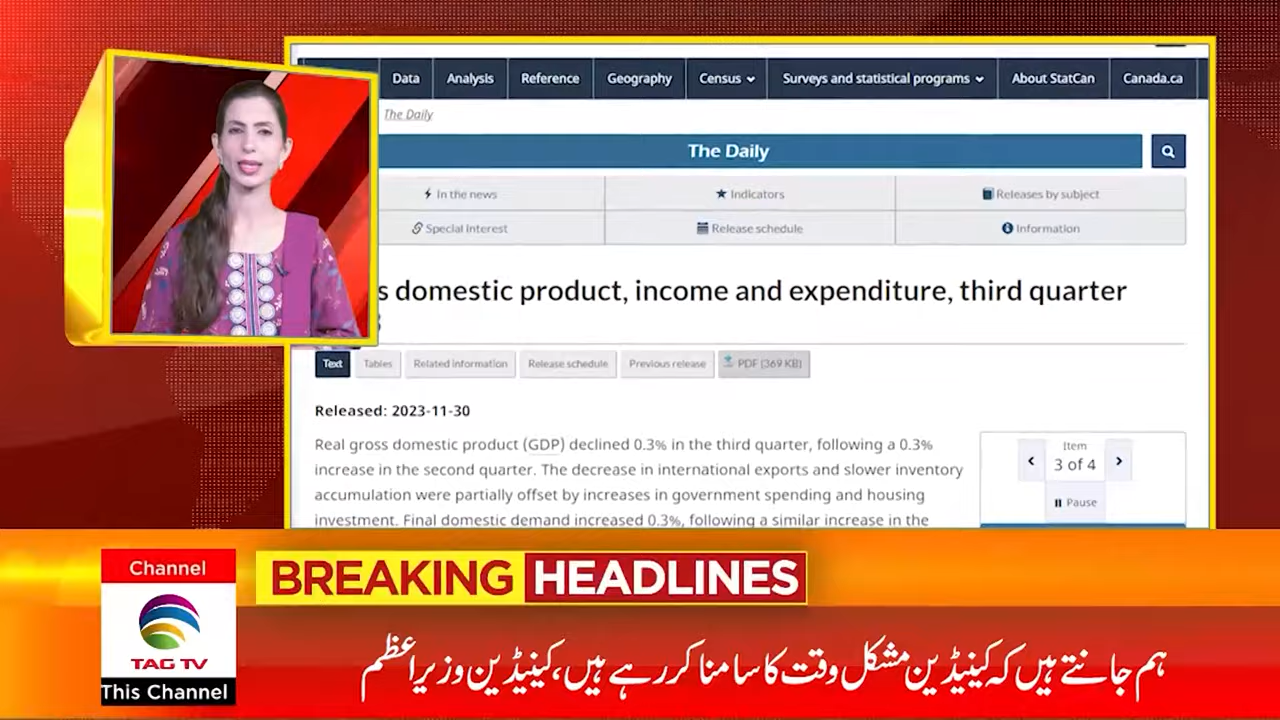 Data Analysis Reference Geography Census Surveys and statistical programs About StatCan Canada.ca
The Daily
The Daily
In the news Indicators Releases by subject
Special Interest Release schedule Information
s domestic product, income and expenditure, third quarter
Text Tables Related information Release schedule Previous release PDF (369 KB)
Released: 2023-11-30
Real gross domestic product (GDP) declined 0.3% in the third quarter, following a 0.3%
increase in the second quarter. The decrease in international exports and slower inventory
accumulation were partially offset by increases in government spending and housing
investment. Final domestic demand increased 0.3%, following a similar increase in the
Item
3 of 4
Pause
Channel
TAG TV
This Channel
BREAKING HEADLINES
ہم جانتے ہیں کہ کینیڈین مشکل وقت کا سامنا کر رہے ہیں، کینیڈین وزیراعظم